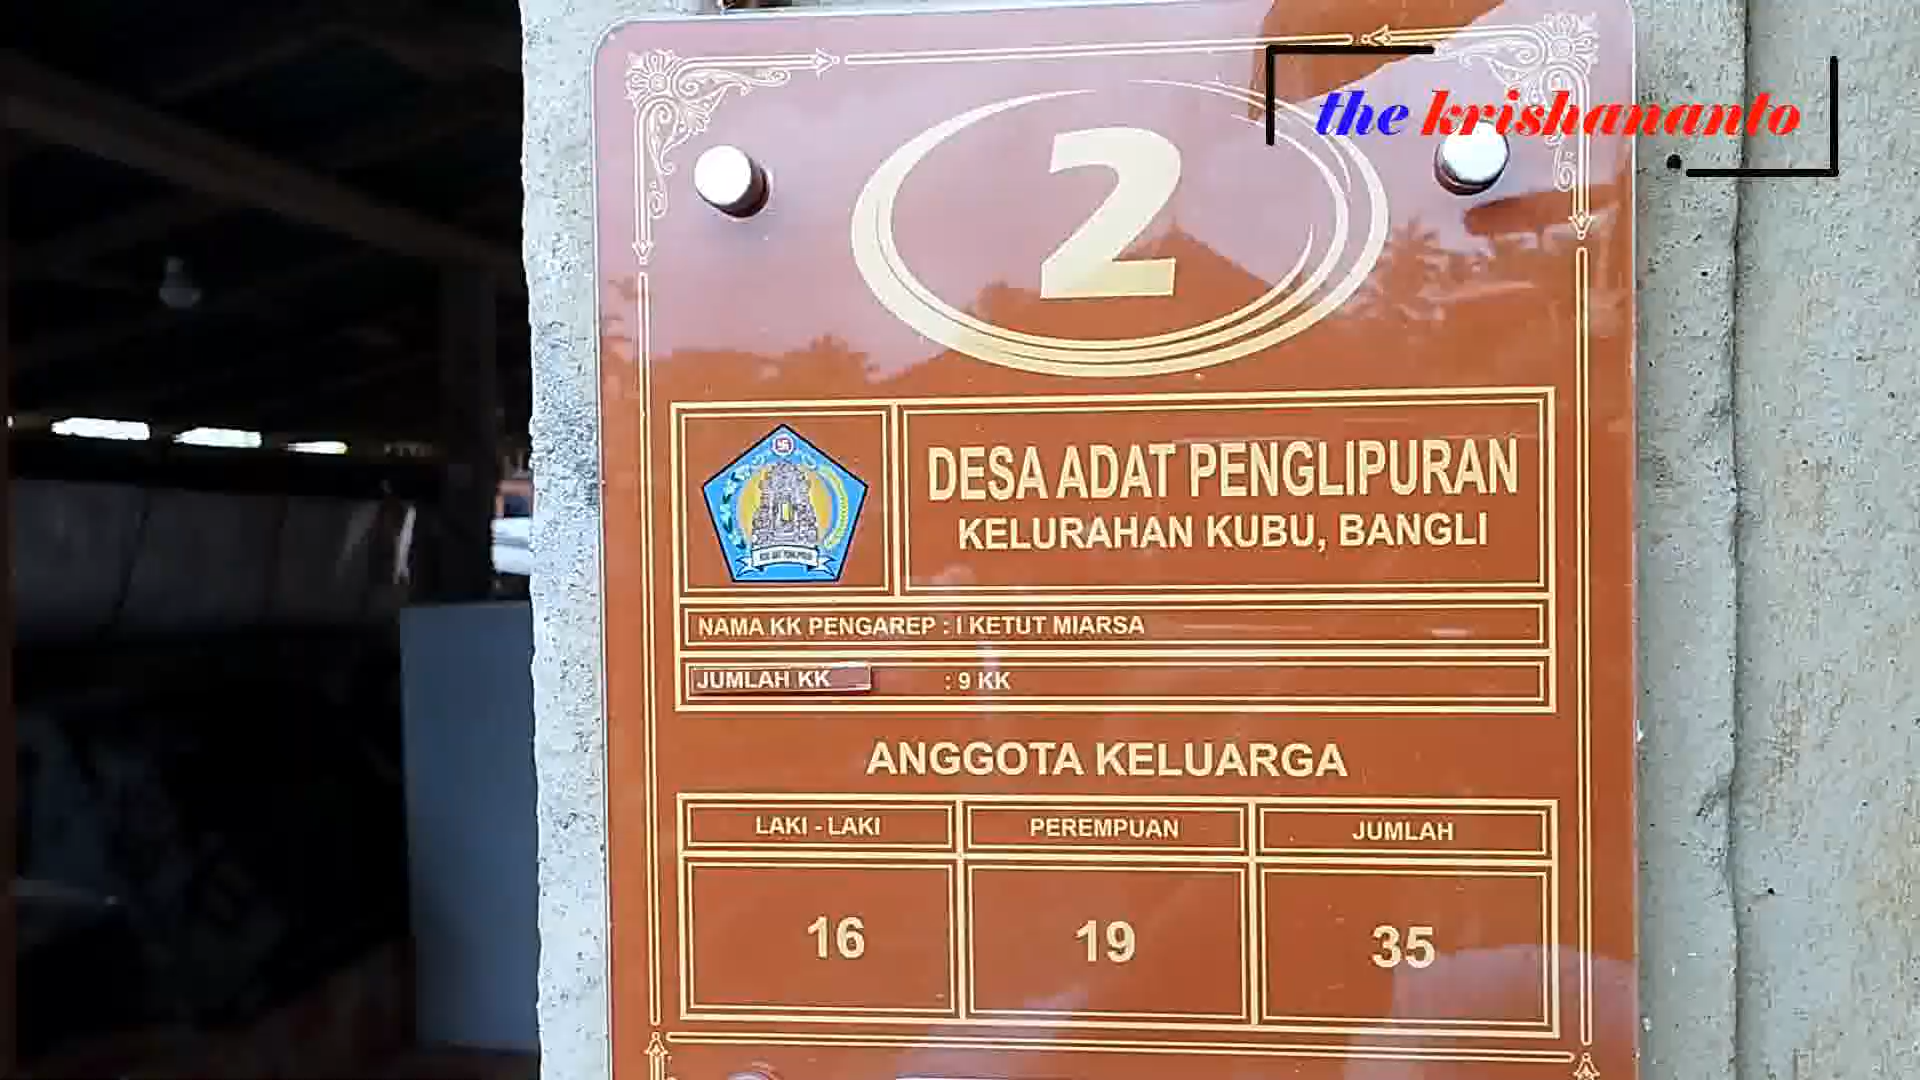 the krishananto
2
DESA ADAT PENGLIPURAN
KELURAHAN KUBU, BANGLI
NAMA KK PENGAREP : I KETUT MIARSA
JUMLAH KK : 9 KK
ANGGOTA KELUARGA
LAKI - LAKI PEREMPUAN JUMLAH
16 19 35